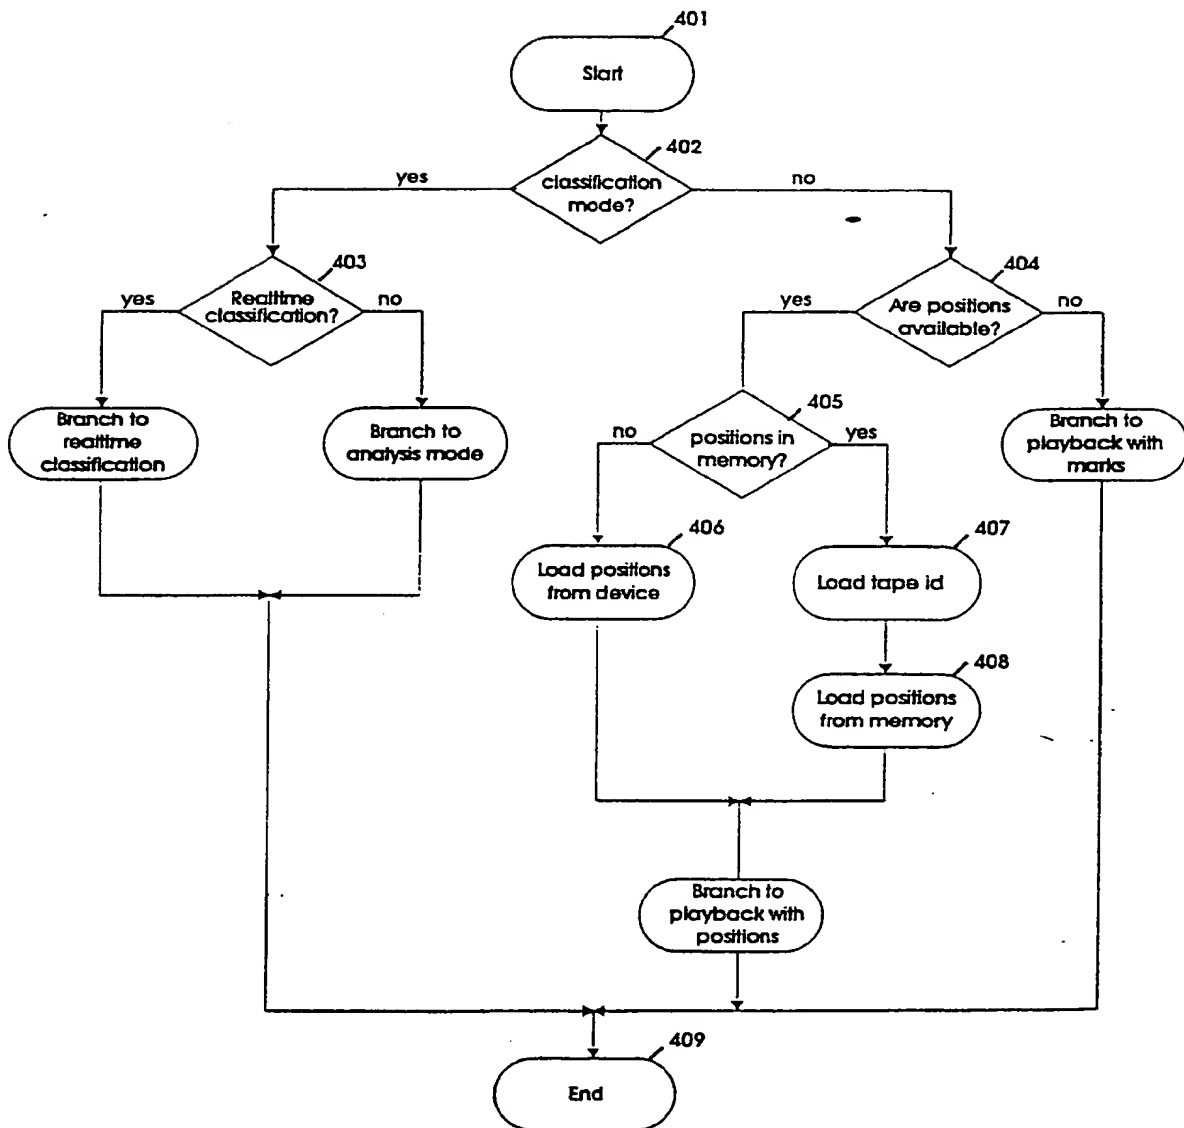 401
Start
402
classification
mode?
yes
no
403
Realtime
classification?
yes
no
404
Are positions
available?
yes
no
Branch to
realtime
classification
Branch to
analysis mode
405
positions in
memory?
no
yes
Branch to
playback with
marks
406
Load positions
from device
407
Load tape id
408
Load positions
from memory
Branch to
playback with
positions
409
End